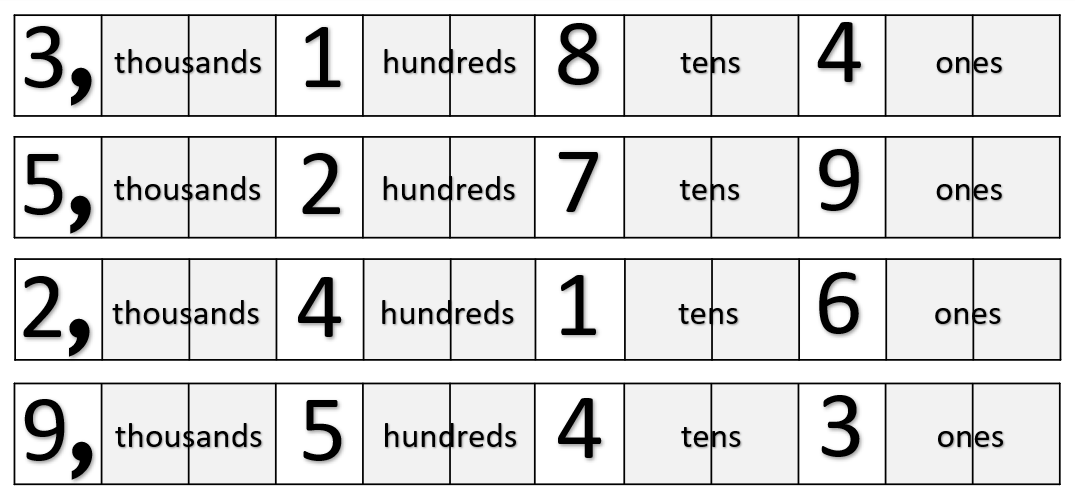 3, thousands 1 hundreds 8 tens 4 ones
5, thousands 2 hundreds 7 tens 9 ones
2, thousands 4 hundreds 1 tens 6 ones
9, thousands 5 hundreds 4 tens 3 ones